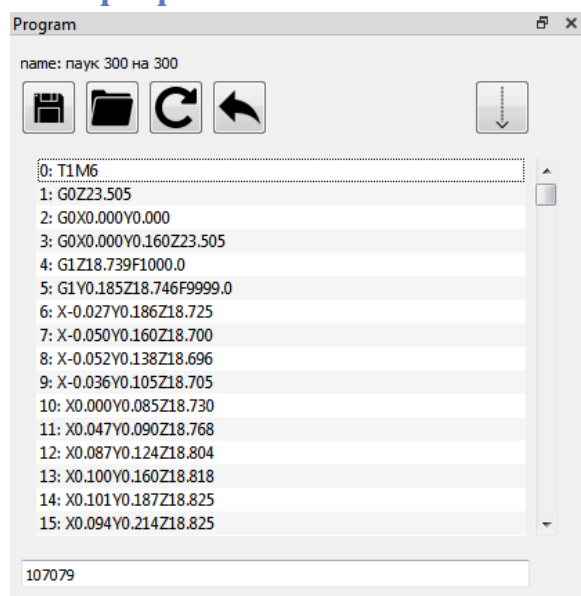 Program
name: паук 300 на 300
0: T1M6
1: G0Z23.505
2: G0X0.000Y0.000
3: G0X0.000Y0.160Z23.505
4: G1Z18.739F1000.0
5: G1Y0.185Z18.746F9999.0
6: X-0.027Y0.186Z18.725
7: X-0.050Y0.160Z18.700
8: X-0.052Y0.138Z18.696
9: X-0.036Y0.105Z18.705
10: X0.000Y0.085Z18.730
11: X0.047Y0.090Z18.768
12: X0.087Y0.124Z18.804
13: X0.100Y0.160Z18.818
14: X0.101Y0.187Z18.825
15: X0.094Y0.214Z18.825
107079